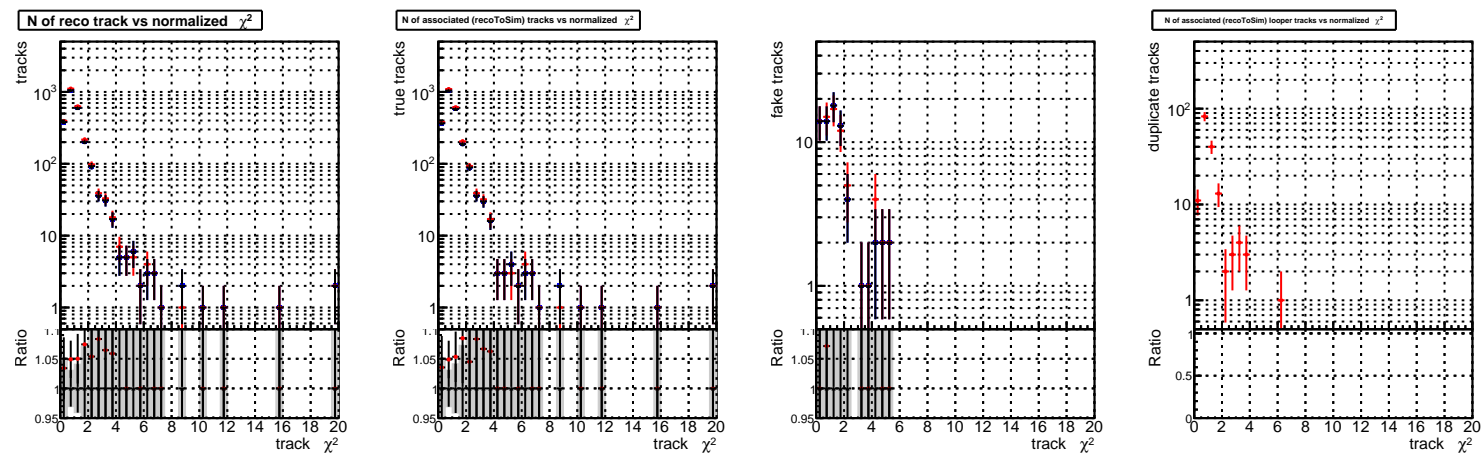 N of reco track vs normalized χ²
tracks
10³
10²
10
1
Ratio
1.1
1.05
1
0.95
0 2 4 6 8 10 12 14 16 18 20
track χ²
N of associated (recoToSim) tracks vs normalized χ²
true tracks
10³
10²
10
1
Ratio
1.1
1.05
1
0.95
0 2 4 6 8 10 12 14 16 18 20
track χ²
fake tracks
10
1
Ratio
1.1
1.05
1
0.95
0 2 4 6 8 10 12 14 16 18 20
track χ²
N of associated (recoToSim) looper tracks vs normalized χ²
duplicate tracks
10²
10
1
Ratio
1
0.5
0
0 2 4 6 8 10 12 14 16 18 20
track χ²